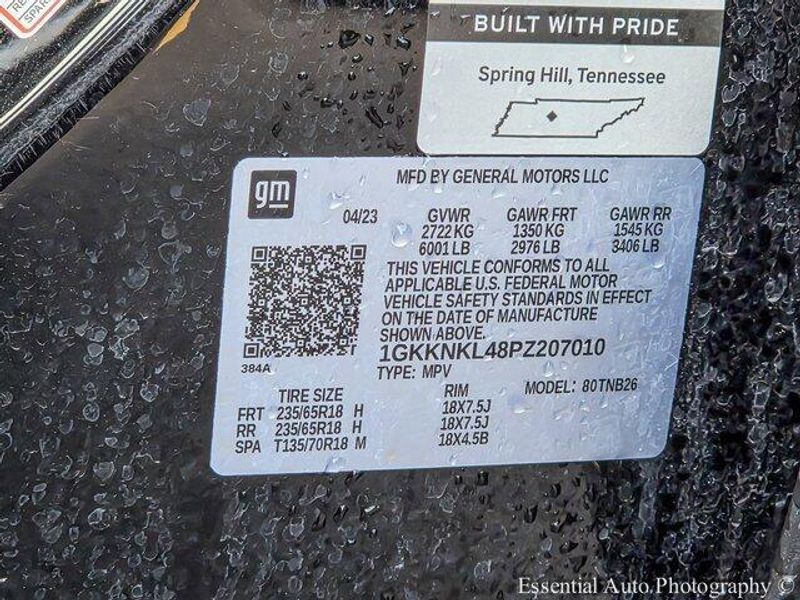 RE
SPAR
BUILT WITH PRIDE
Spring Hill, Tennessee
gm
MFD BY GENERAL MOTORS LLC
04/23 GVWR GAWR FRT GAWR RR
2722 KG 1350 KG 1545 KG
6001 LB 2976 LB 3406 LB
THIS VEHICLE CONFORMS TO ALL
APPLICABLE U.S. FEDERAL MOTOR
VEHICLE SAFETY STANDARDS IN EFFECT
ON THE DATE OF MANUFACTURE
SHOWN ABOVE.
1GKKNKL48PZ207010
384A
TYPE: MPV MODEL: 80TNB26
TIRE SIZE RIM
FRT 235/65R18 H 18X7.5J
RR 235/65R18 H 18X7.5J
SPA T135/70R18 M 18X4.5B
Essential Auto Photography ©